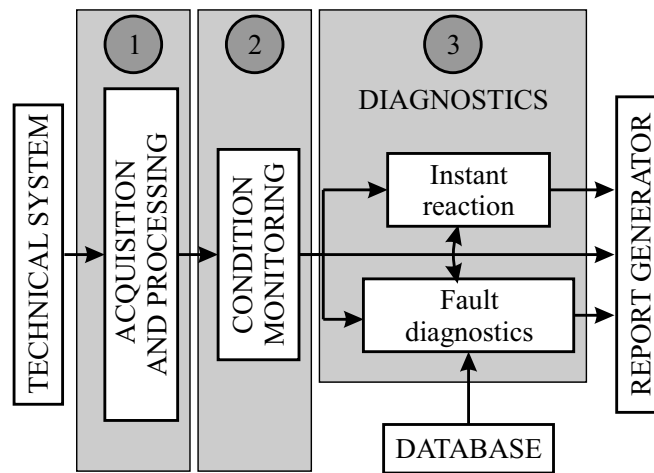 1
2
3
DIAGNOSTICS
TECHNICAL SYSTEM
ACQUISITION
AND PROCESSING
CONDITION
MONITORING
Instant
reaction
Fault
diagnostics
REPORT GENERATOR
DATABASE